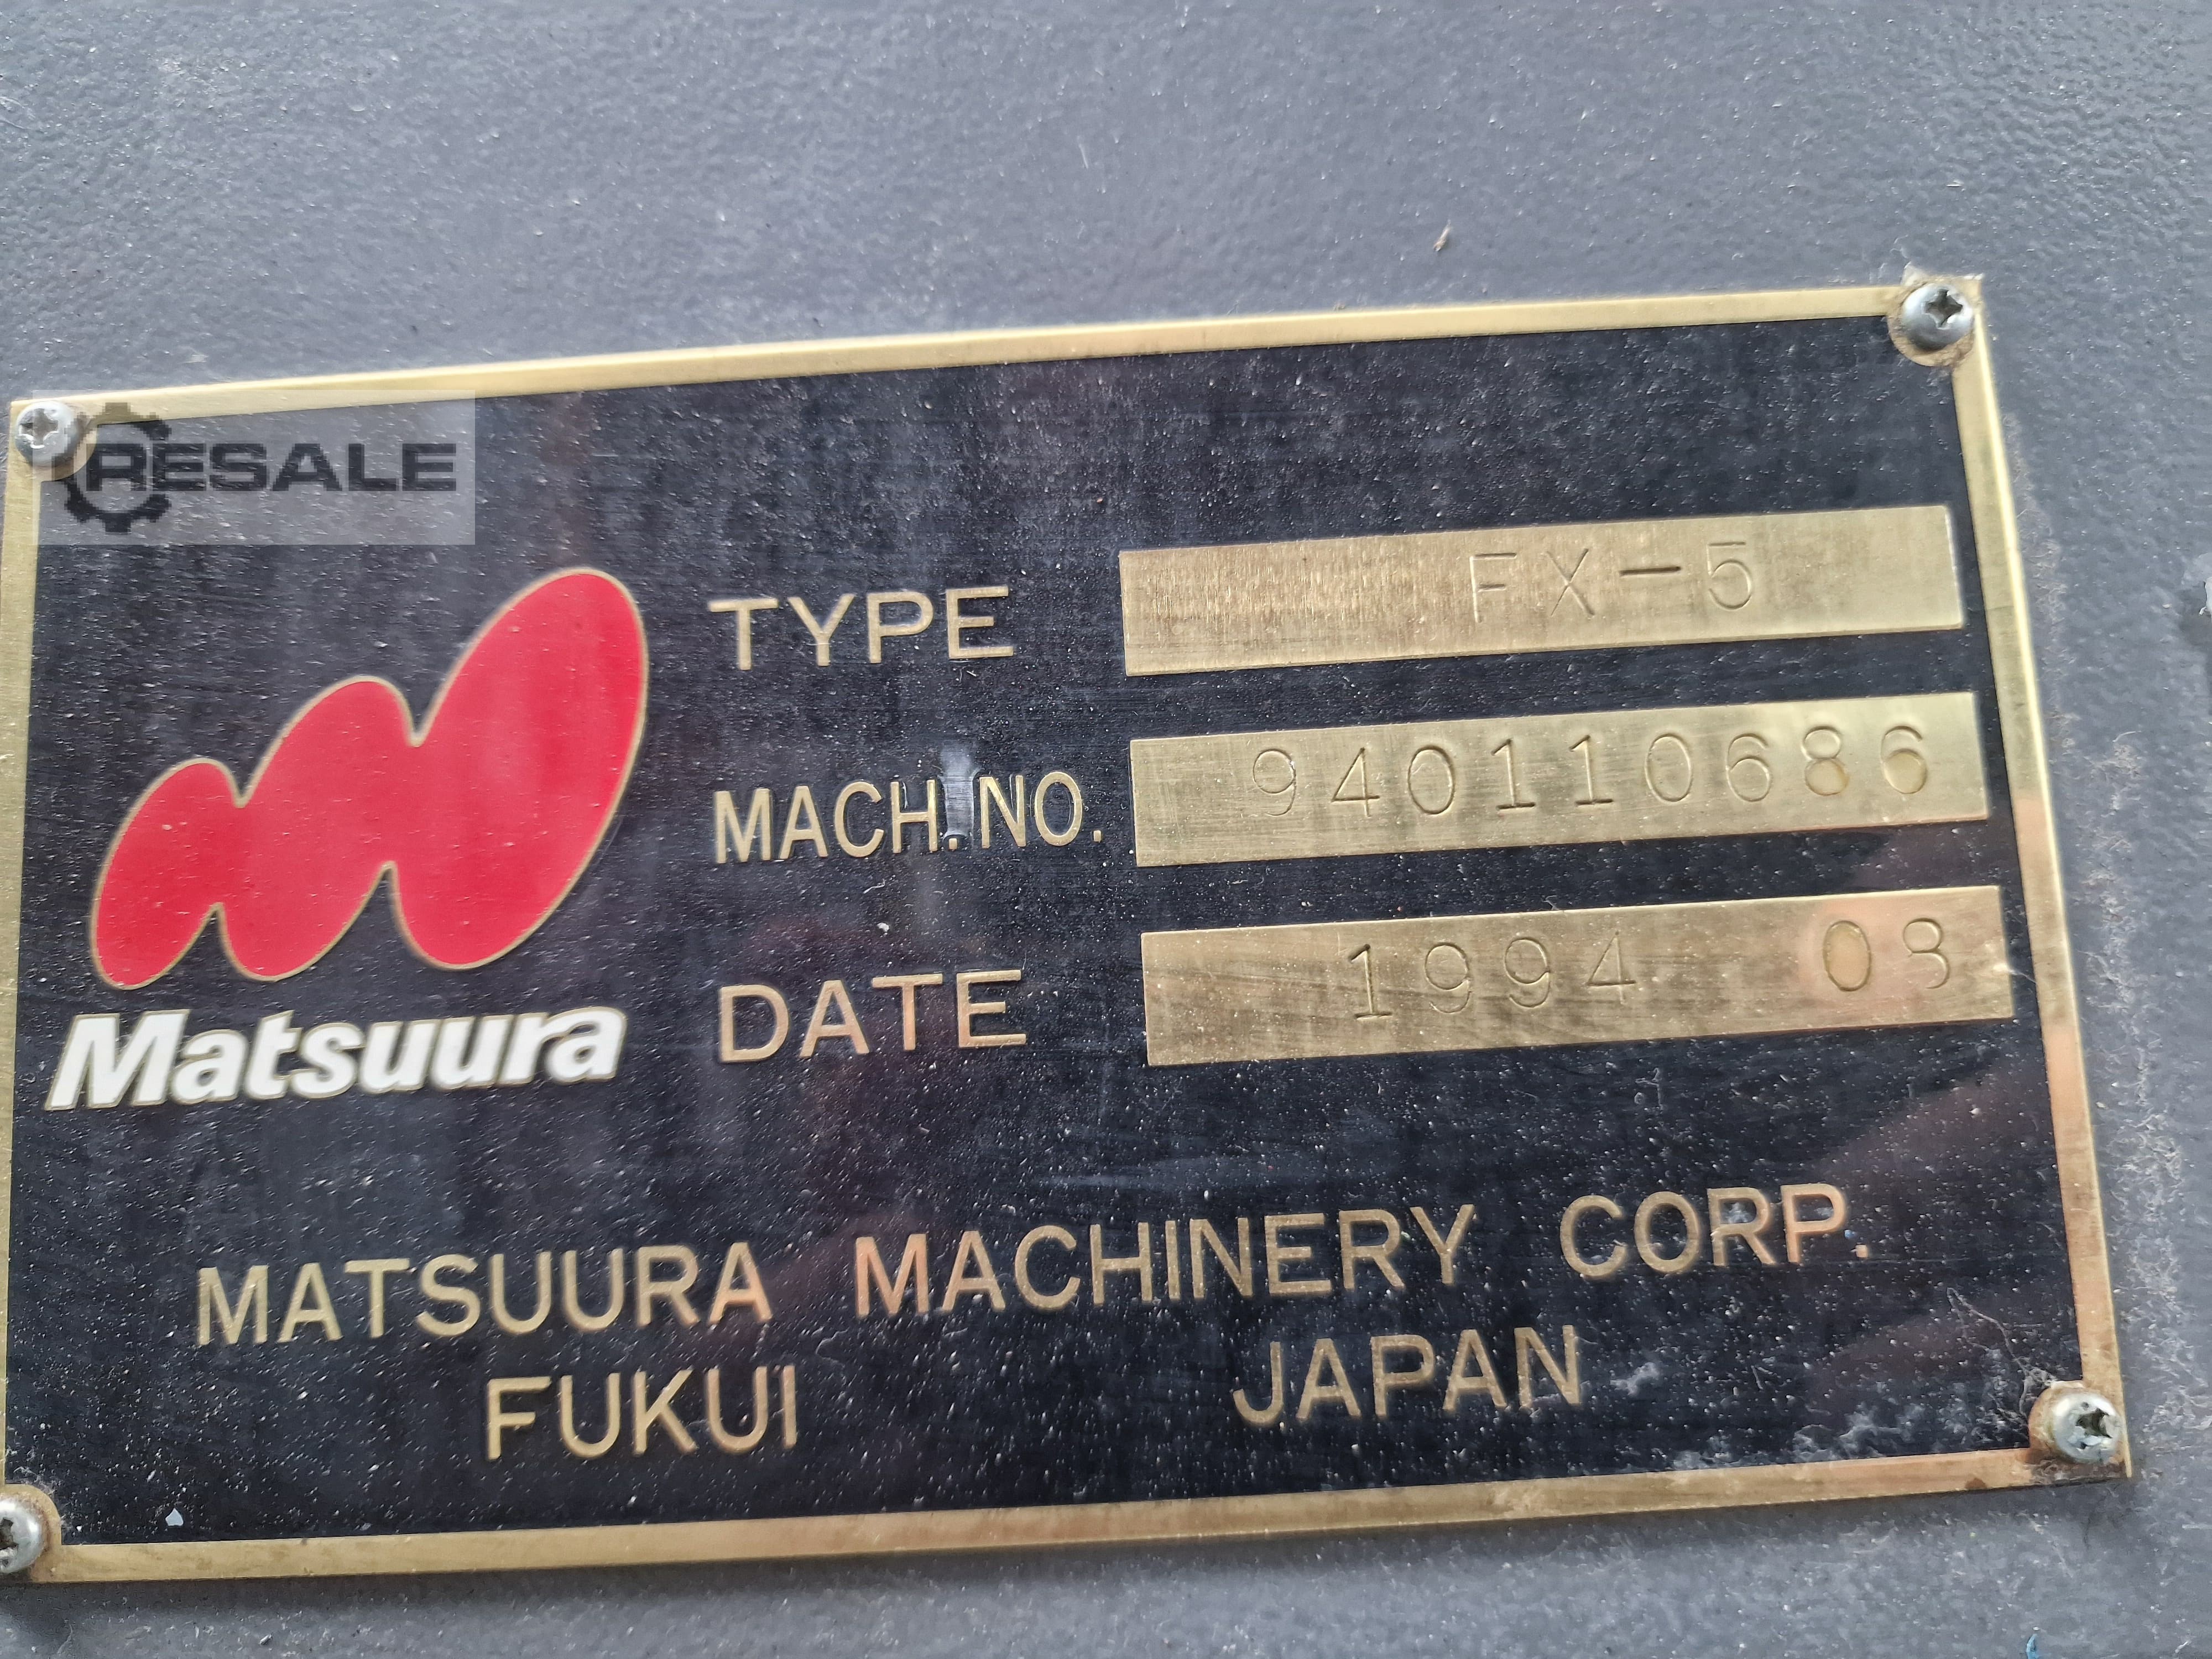 RESALE
TYPE FX-5
MACH.NO. 940110686
DATE 1994 08
Matsuura
MATSUURA MACHINERY CORP.
FUKUI JAPAN